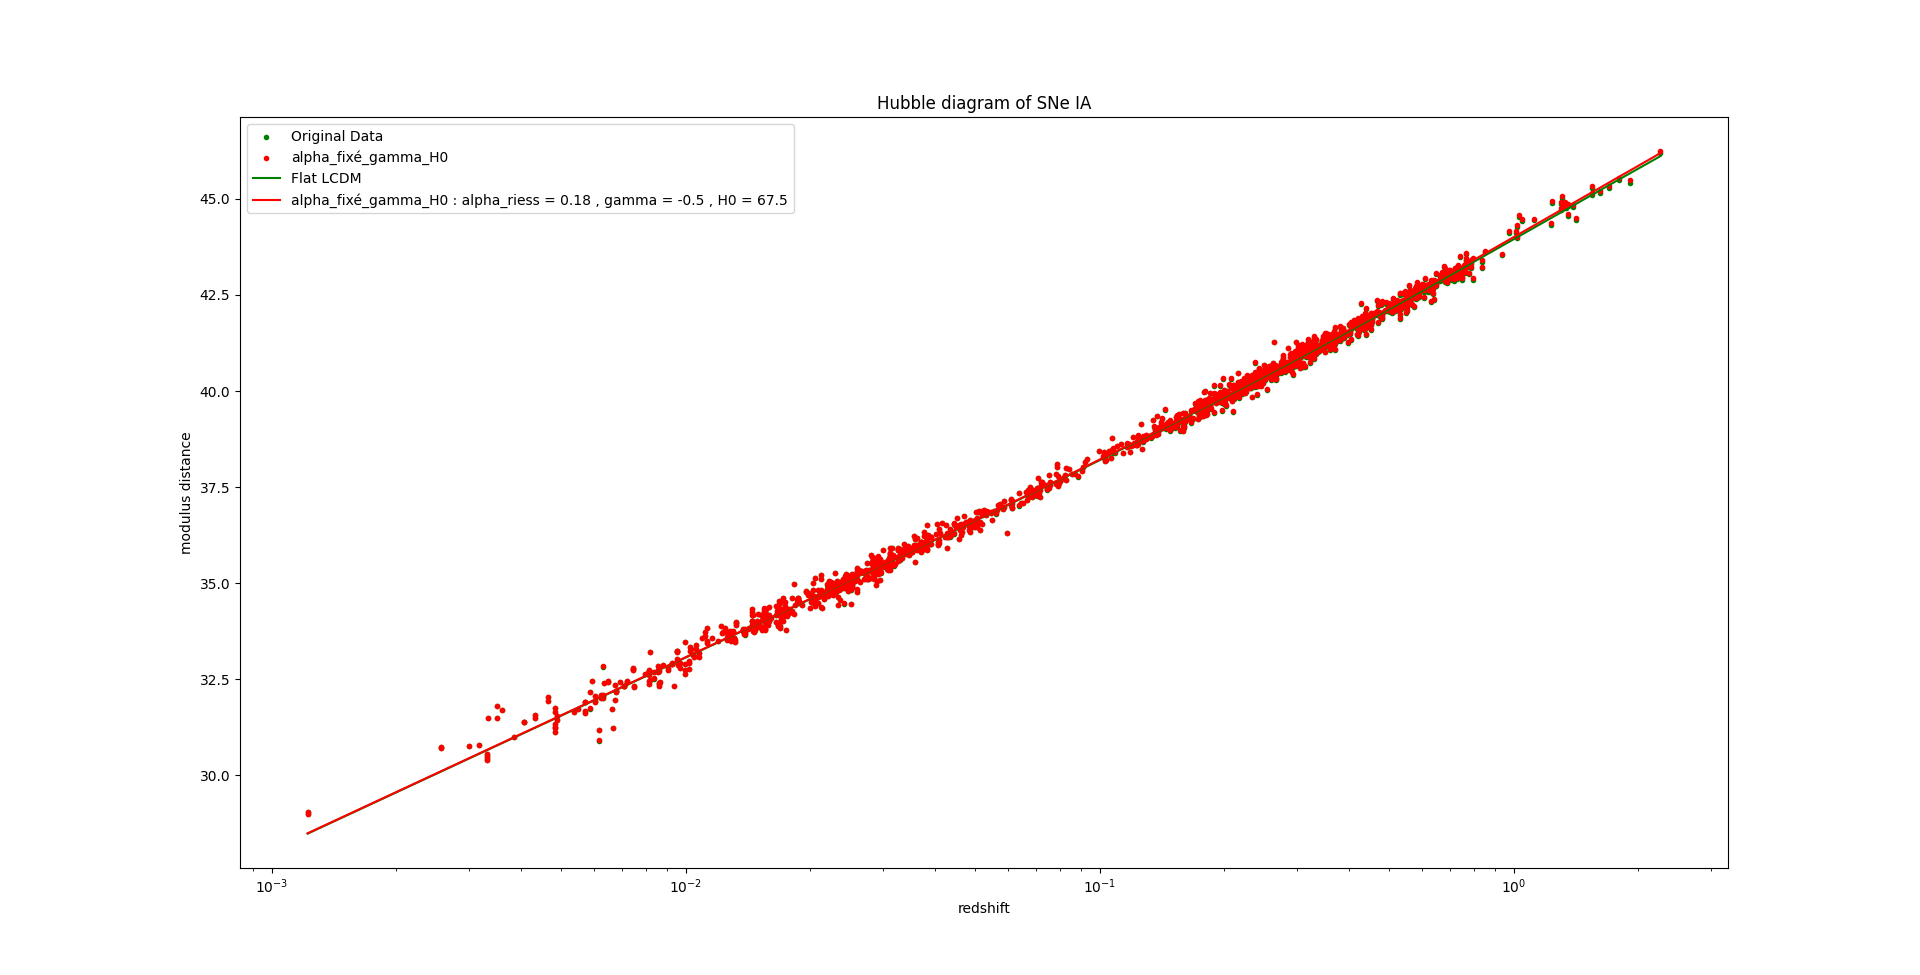 Hubble diagram of SNe IA
Original Data
alpha_fixé_gamma_H0
Flat LCDM
alpha_fixé_gamma_H0 : alpha_riess = 0.18 , gamma = -0.5 , H0 = 67.5
45.0
42.5
40.0
37.5
35.0
32.5
30.0
modulus distance
10⁻³ 10⁻² 10⁻¹ 10⁰
redshift